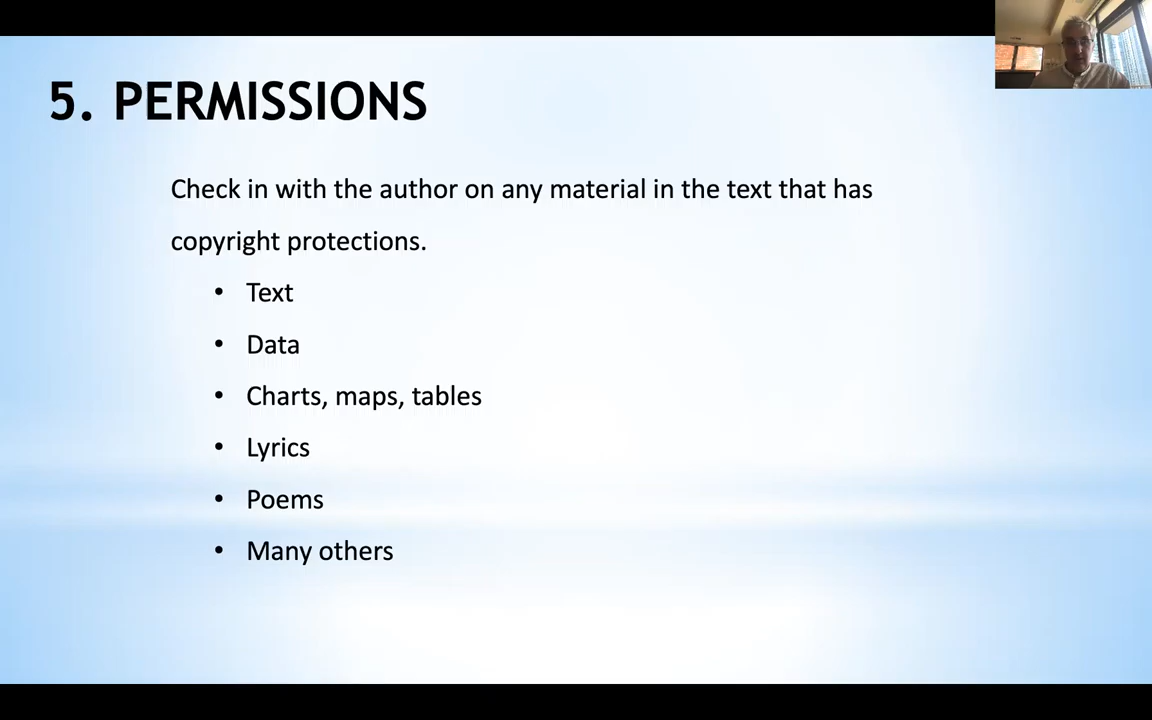 5. PERMISSIONS
Check in with the author on any material in the text that has
copyright protections.
• Text
• Data
• Charts, maps, tables
• Lyrics
• Poems
• Many others